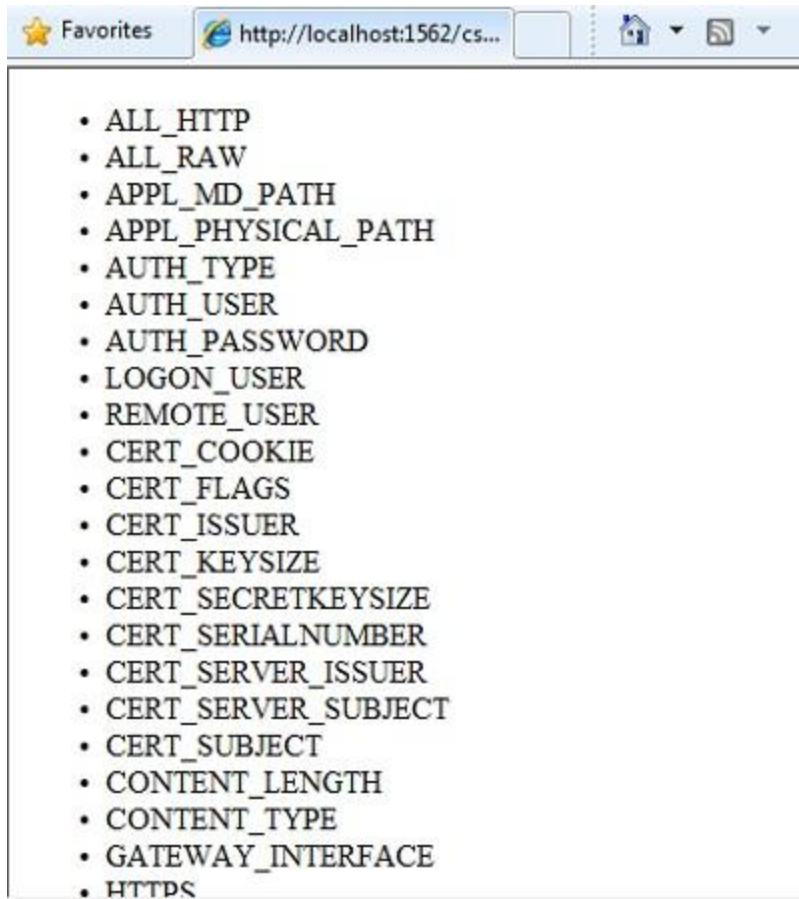 Favorites
http://localhost:1562/cs...
• ALL_HTTP
• ALL_RAW
• APPL_MD_PATH
• APPL_PHYSICAL_PATH
• AUTH_TYPE
• AUTH_USER
• AUTH_PASSWORD
• LOGON_USER
• REMOTE_USER
• CERT_COOKIE
• CERT_FLAGS
• CERT_ISSUER
• CERT_KEYSIZE
• CERT_SECRETKEYSIZE
• CERT_SERIALNUMBER
• CERT_SERVER_ISSUER
• CERT_SERVER_SUBJECT
• CERT_SUBJECT
• CONTENT_LENGTH
• CONTENT_TYPE
• GATEWAY_INTERFACE
• HTTPS